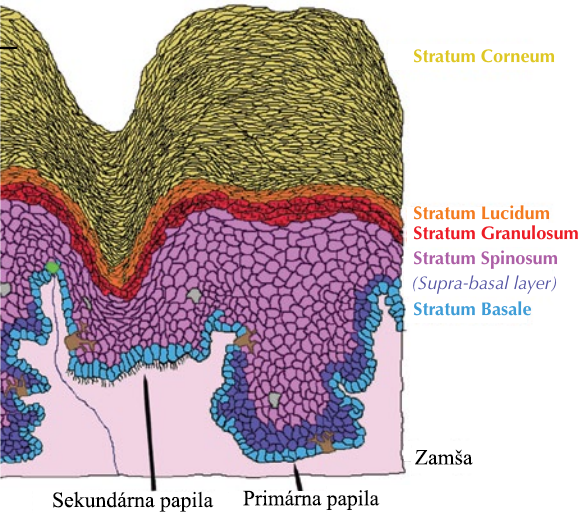 Stratum Corneum
Stratum Lucidum
Stratum Granulosum
Stratum Spinosum
(Supra-basal layer)
Stratum Basale
Zamša
Sekundárna papila
Primárna papila